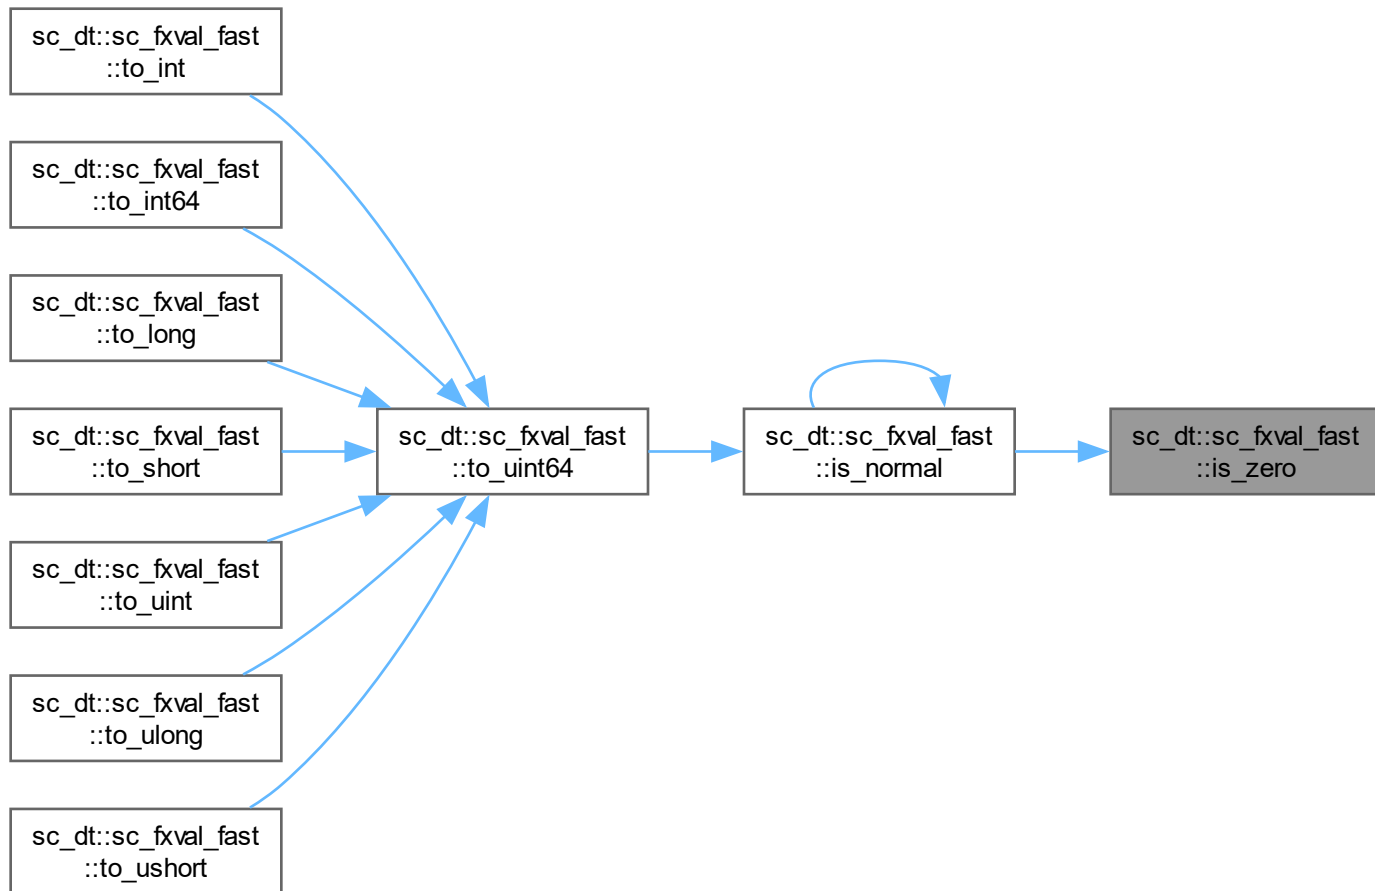 sc_dt::sc_fxval_fast
::to_int
sc_dt::sc_fxval_fast
::to_int64
sc_dt::sc_fxval_fast
::to_long
sc_dt::sc_fxval_fast
::to_short
sc_dt::sc_fxval_fast
::to_uint
sc_dt::sc_fxval_fast
::to_ulong
sc_dt::sc_fxval_fast
::to_ushort
sc_dt::sc_fxval_fast
::to_uint64
sc_dt::sc_fxval_fast
::is_normal
sc_dt::sc_fxval_fast
::is_zero